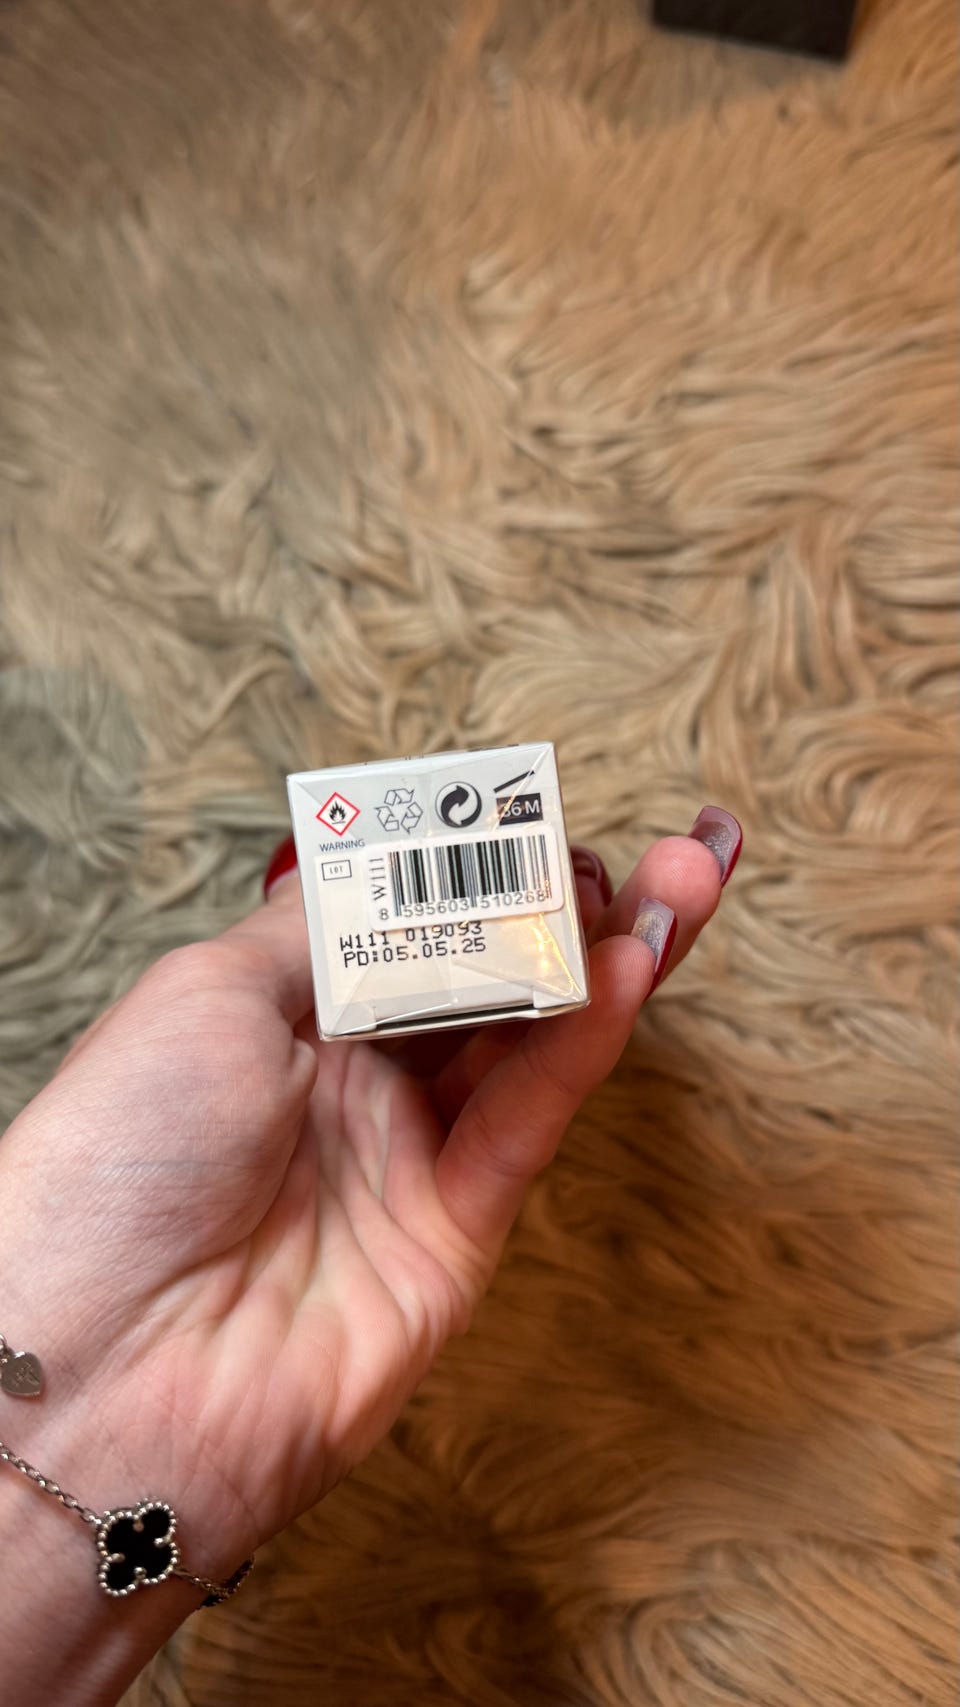 36 M
WARNING
LOT
W111
8 595603 510268
W111 019093
PD:05.05.25